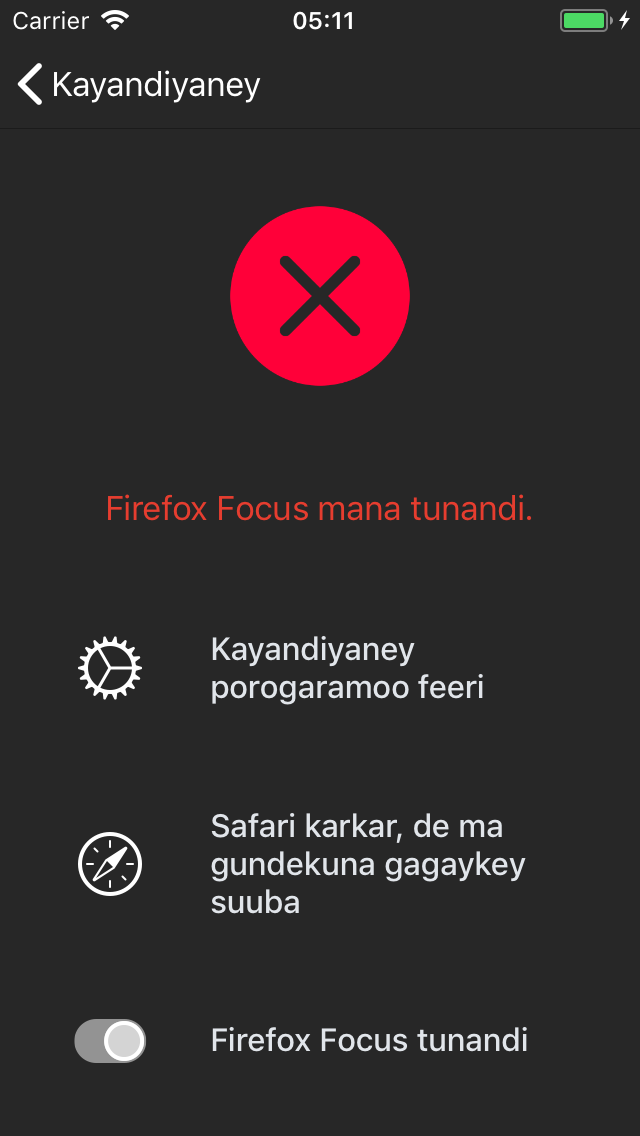 Carrier 05:11
Kayandiyaney
Firefox Focus mana tunandi.
Kayandiyaney
porogaramoo feeri
Safari karkar, de ma
gundekuna gagaykey
suuba
Firefox Focus tunandi